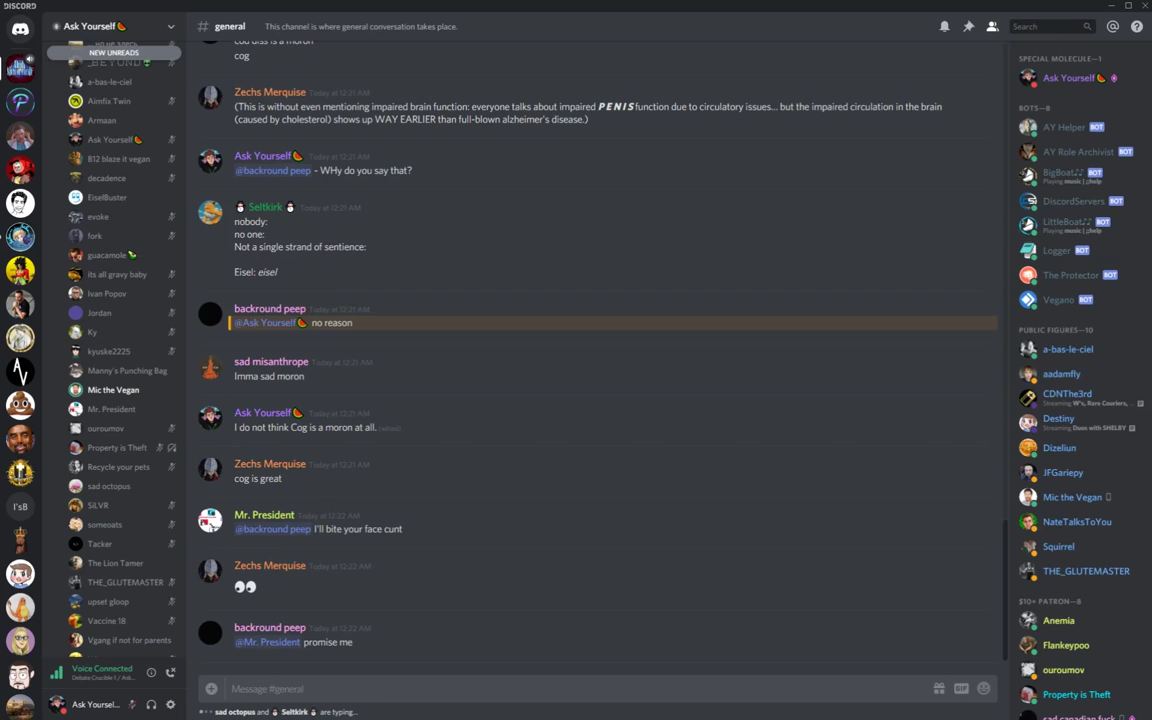 DISCORD
Ask Yourself
# general
This channel is where general conversation takes place.
Search
NEW UNREADS
_BEYOND
a-bas-le-ciel
Aimfix Twin
Armaan
Ask Yourself
B12 blaze it vegan
decadence
EiselBuster
evoke
fork
guacamole
its all gravy baby
Ivan Popov
Jordan
Ky
kyuske2225
Manny's Punching Bag
Mic the Vegan
Mr. President
ouroumov
Property is Theft
Recycle your pets
sad octopus
SiLVR
someoats
Tacker
The Lion Tamer
THE_GLUTEMASTER
upset gloop
Vaccine 18
Vgang if not for parents
Voice Connected
Debate Crucible 1 / Ask...
Ask Yoursel...
I'sB
cog
Zechs Merquise Today at 12:21 AM
(This is without even mentioning impaired brain function: everyone talks about impaired PENIS function due to circulatory issues... but the impaired circulation in the brain
(caused by cholesterol) shows up WAY EARLIER than full-blown alzheimer's disease.)
Ask Yourself Today at 12:21 AM
@backround peep - WHy do you say that?
Seltkirk Today at 12:21 AM
nobody:
no one:
Not a single strand of sentience:
Eisel: eisel
backround peep Today at 12:21 AM
@Ask Yourself no reason
sad misanthrope Today at 12:21 AM
Imma sad moron
Ask Yourself Today at 12:21 AM
I do not think Cog is a moron at all. (edited)
Zechs Merquise Today at 12:21 AM
cog is great
Mr. President Today at 12:22 AM
@backround peep I'll bite your face cunt
Zechs Merquise Today at 12:22 AM
backround peep Today at 12:22 AM
@Mr. President promise me
Message #general
GIF
sad octopus and Seltkirk are typing...
SPECIAL MOLECULE—1
Ask Yourself
BOTS—8
AY Helper BOT
AY Role Archivist BOT
BigBoat♫ BOT
Playing music | ;;help
DiscordServers BOT
LittleBoat♫ BOT
Playing music | ;;help
Logger BOT
The Protector BOT
Vegano BOT
PUBLIC FIGURES—10
a-bas-le-ciel
aadamfly
CDNThe3rd
Streaming W's, Rare Couriers, ...
Destiny
Streaming Duos with SHELBY
Dizeliun
JFGariepy
Mic the Vegan
NateTalksToYou
Squirrel
THE_GLUTEMASTER
$10+ PATRON—8
Anemia
Flankeypoo
ouroumov
Property is Theft
sad canadian fuck